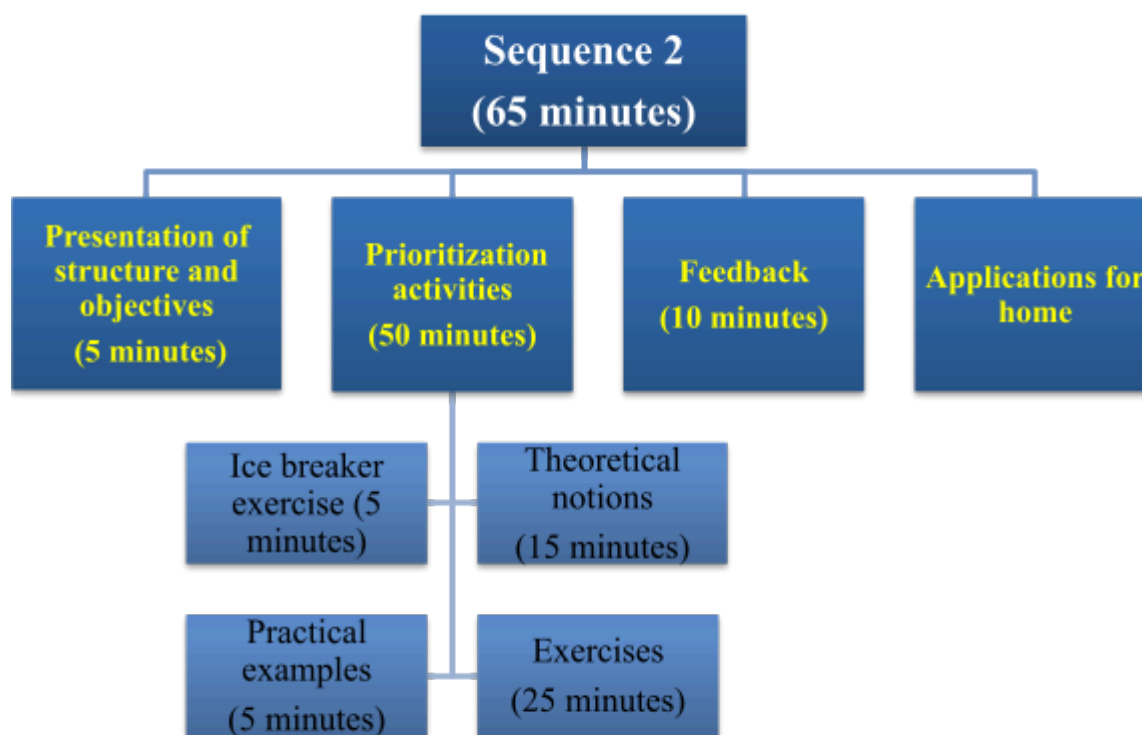 Sequence 2
(65 minutes)
Presentation of
structure and
objectives
(5 minutes)
Prioritization
activities
(50 minutes)
Feedback
(10 minutes)
Applications for
home
Ice breaker
exercise (5
minutes)
Theoretical
notions
(15 minutes)
Practical
examples
(5 minutes)
Exercises
(25 minutes)